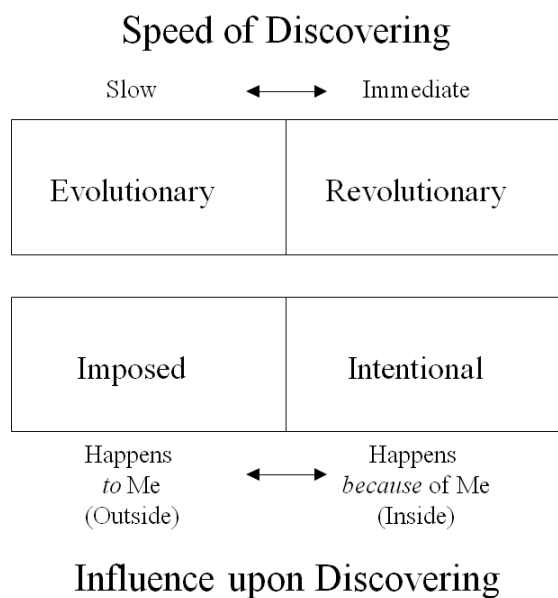 Speed of Discovering
Slow Immediate
Evolutionary Revolutionary
Imposed Intentional
Happens Happens
to Me because of Me
(Outside) (Inside)
Influence upon Discovering